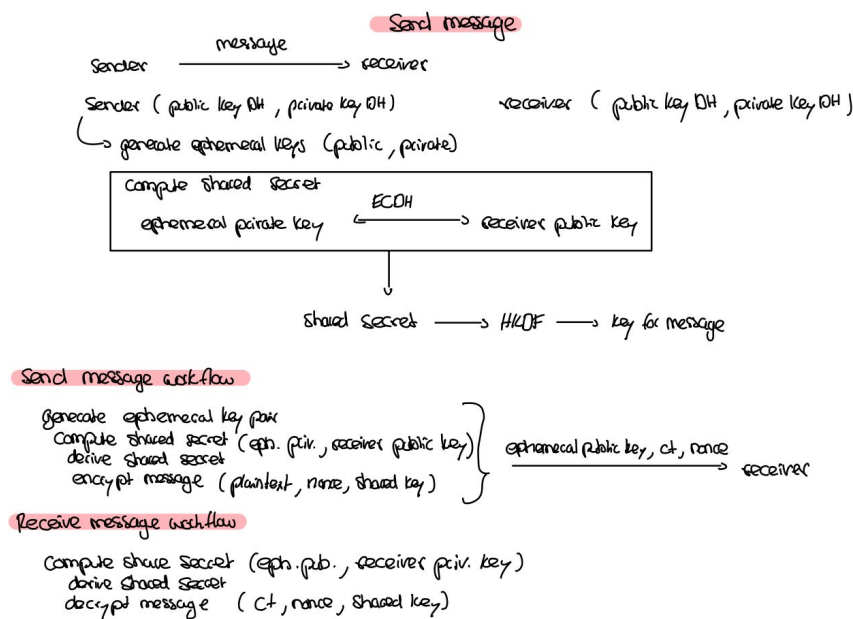 Send message
message
Sender receiver
Sender ( public key DH , private key DH ) receiver ( public key DH , private key DH )
generate ephemeral keys (public , private)
compute shared secret
ECDH
ephemeral private key receiver public key
shared secret HKDF key for message
Send message workflow
generate ephemeral key pair
compute shared secret (eph. priv. , receiver public key)
derive shared secret
encrypt message ( plaintext , nonce , shared key )
ephemeral public key , ct , nonce
receiver
Receive message workflow
compute share secret (eph. pub. , receiver priv. key )
derive shared secret
decrypt message ( ct , nonce , shared key )